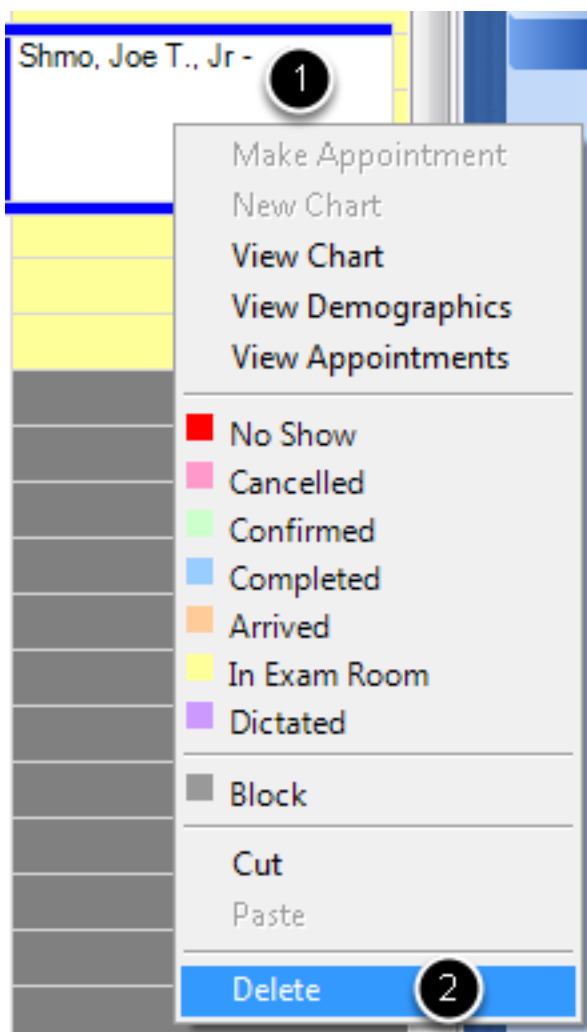 Shmo, Joe T., Jr -
1
Make Appointment
New Chart
View Chart
View Demographics
View Appointments
No Show
Cancelled
Confirmed
Completed
Arrived
In Exam Room
Dictated
Block
Cut
Paste
Delete 2